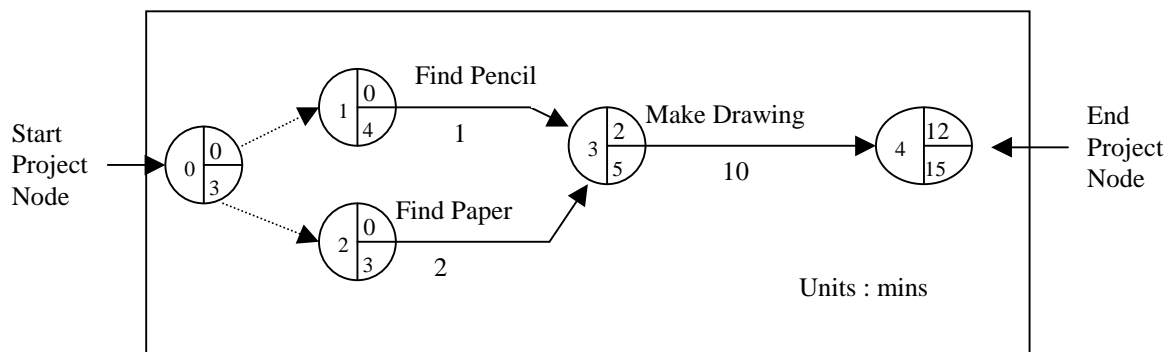 Start
Project
Node
0
0
3
1
0
4
Find Pencil
1
2
0
3
Find Paper
2
3
2
5
Make Drawing
10
4
12
15
End
Project
Node
Units : mins